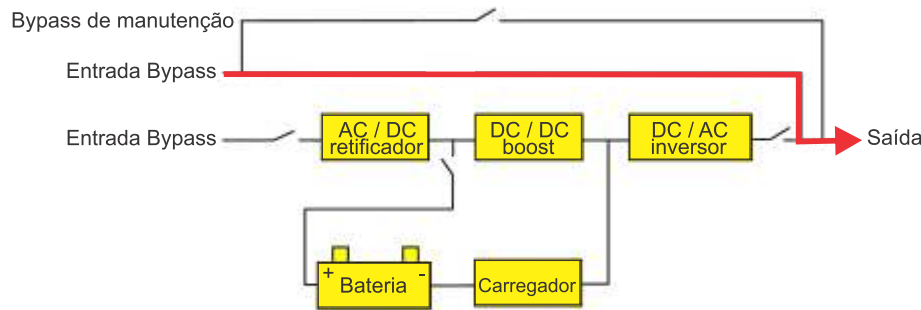 Bypass de manutenção
Entrada Bypass
Entrada Bypass
AC / DC
retificador
DC / DC
boost
DC / AC
inversor
Saída
+
-
Bateria
Carregador